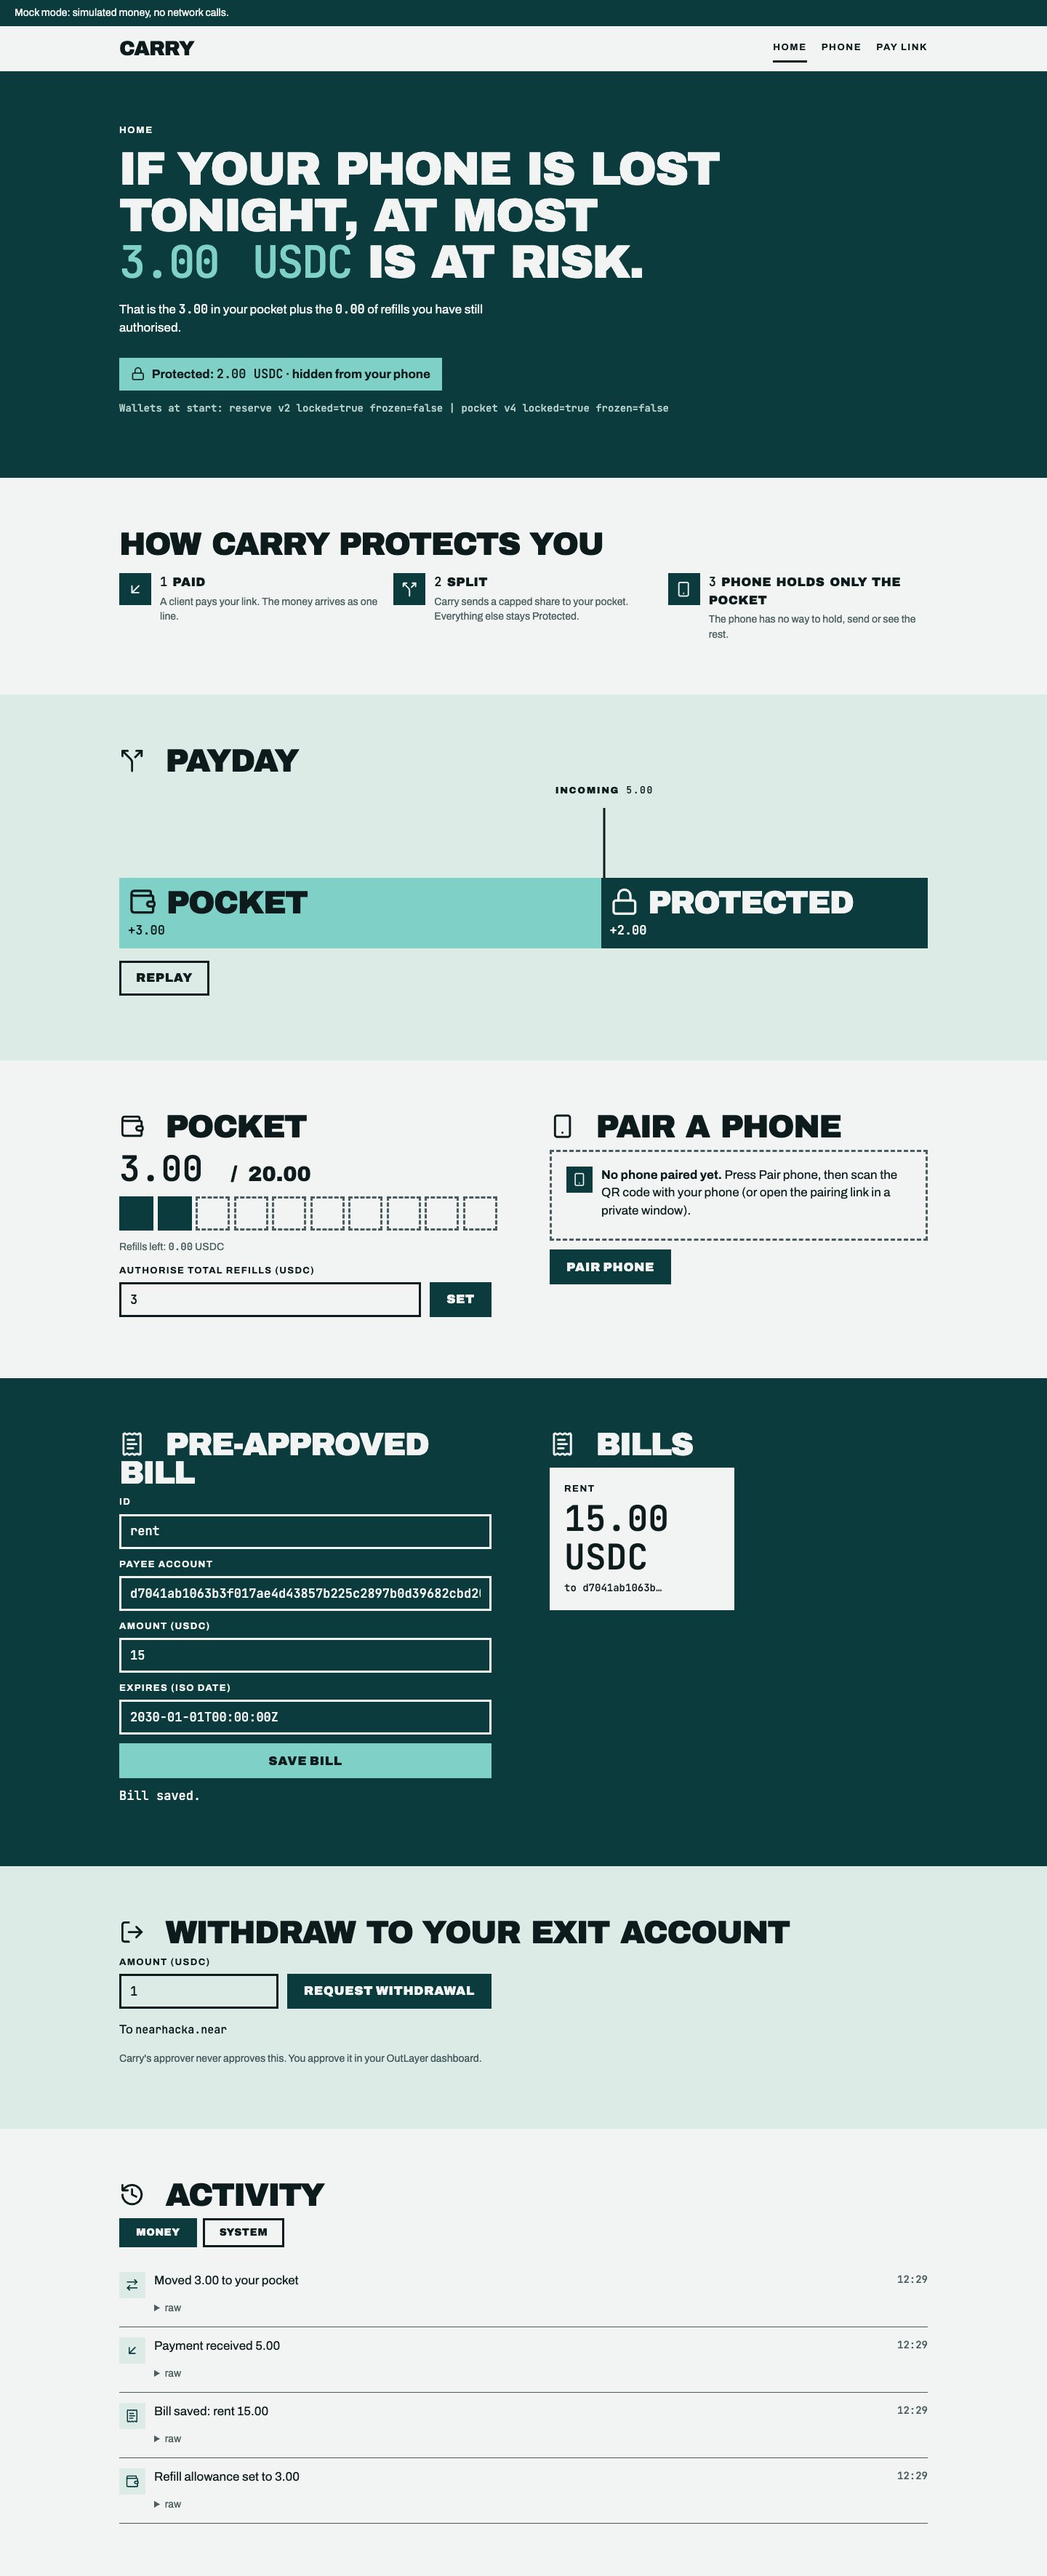 Mock mode: simulated money, no network calls.
CARRY
HOME PHONE PAY LINK
HOME
IF YOUR PHONE IS LOST
TONIGHT, AT MOST
3.00 USDC IS AT RISK.
That is the 3.00 in your pocket plus the 0.00 of refills you have still
authorised.
Protected: 2.00 USDC · hidden from your phone
Wallets at start: reserve v2 locked=true frozen=false | pocket v4 locked=true frozen=false
HOW CARRY PROTECTS YOU
1 PAID
A client pays your link. The money arrives as one
line.
2 SPLIT
Carry sends a capped share to your pocket.
Everything else stays Protected.
3 PHONE HOLDS ONLY THE
POCKET
The phone has no way to hold, send or see the
rest.
PAYDAY
INCOMING 5.00
POCKET
+3.00
PROTECTED
+2.00
REPLAY
POCKET
3.00 / 20.00
Refills left: 0.00 USDC
AUTHORISE TOTAL REFILLS (USDC)
3
SET
PAIR A PHONE
No phone paired yet. Press Pair phone, then scan the
QR code with your phone (or open the pairing link in a
private window).
PAIR PHONE
PRE-APPROVED
BILL
ID
rent
PAYEE ACCOUNT
d7041ab1063b3f017ae4d43857b225c2897b0d39682cbd2
AMOUNT (USDC)
15
EXPIRES (ISO DATE)
2030-01-01T00:00:00Z
SAVE BILL
Bill saved.
BILLS
RENT
15.00
USDC
to d7041ab1063b…
WITHDRAW TO YOUR EXIT ACCOUNT
AMOUNT (USDC)
1
REQUEST WITHDRAWAL
To nearhacka.near
Carry's approver never approves this. You approve it in your OutLayer dashboard.
ACTIVITY
MONEY
SYSTEM
Moved 3.00 to your pocket 12:29
raw
Payment received 5.00 12:29
raw
Bill saved: rent 15.00 12:29
raw
Refill allowance set to 3.00 12:29
raw